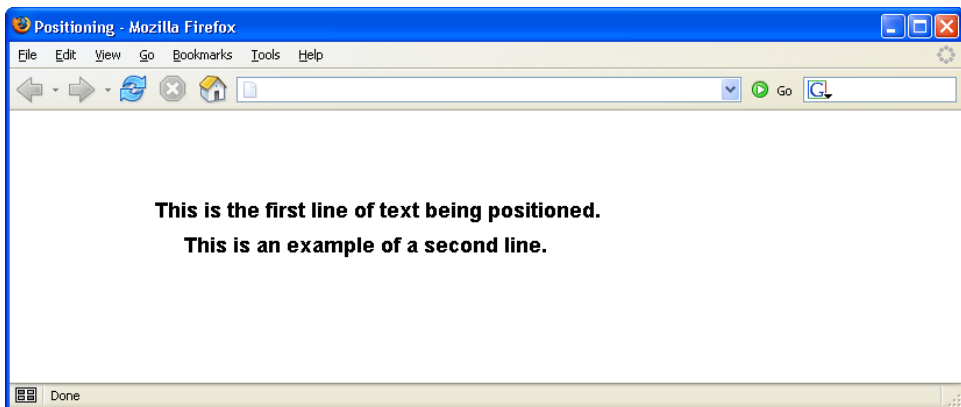 Positioning - Mozilla Firefox
File Edit View Go Bookmarks Tools Help
Go G
This is the first line of text being positioned.
This is an example of a second line.
Done